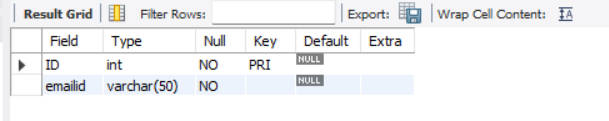 Result Grid Filter Rows: Export: Wrap Cell Content: IA
Field Type Null Key Default Extra
ID int NO PRI NULL
emailid varchar(50) NO NULL